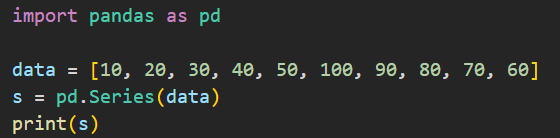 import pandas as pd
data = [10, 20, 30, 40, 50, 100, 90, 80, 70, 60]
s = pd.Series(data)
print(s)